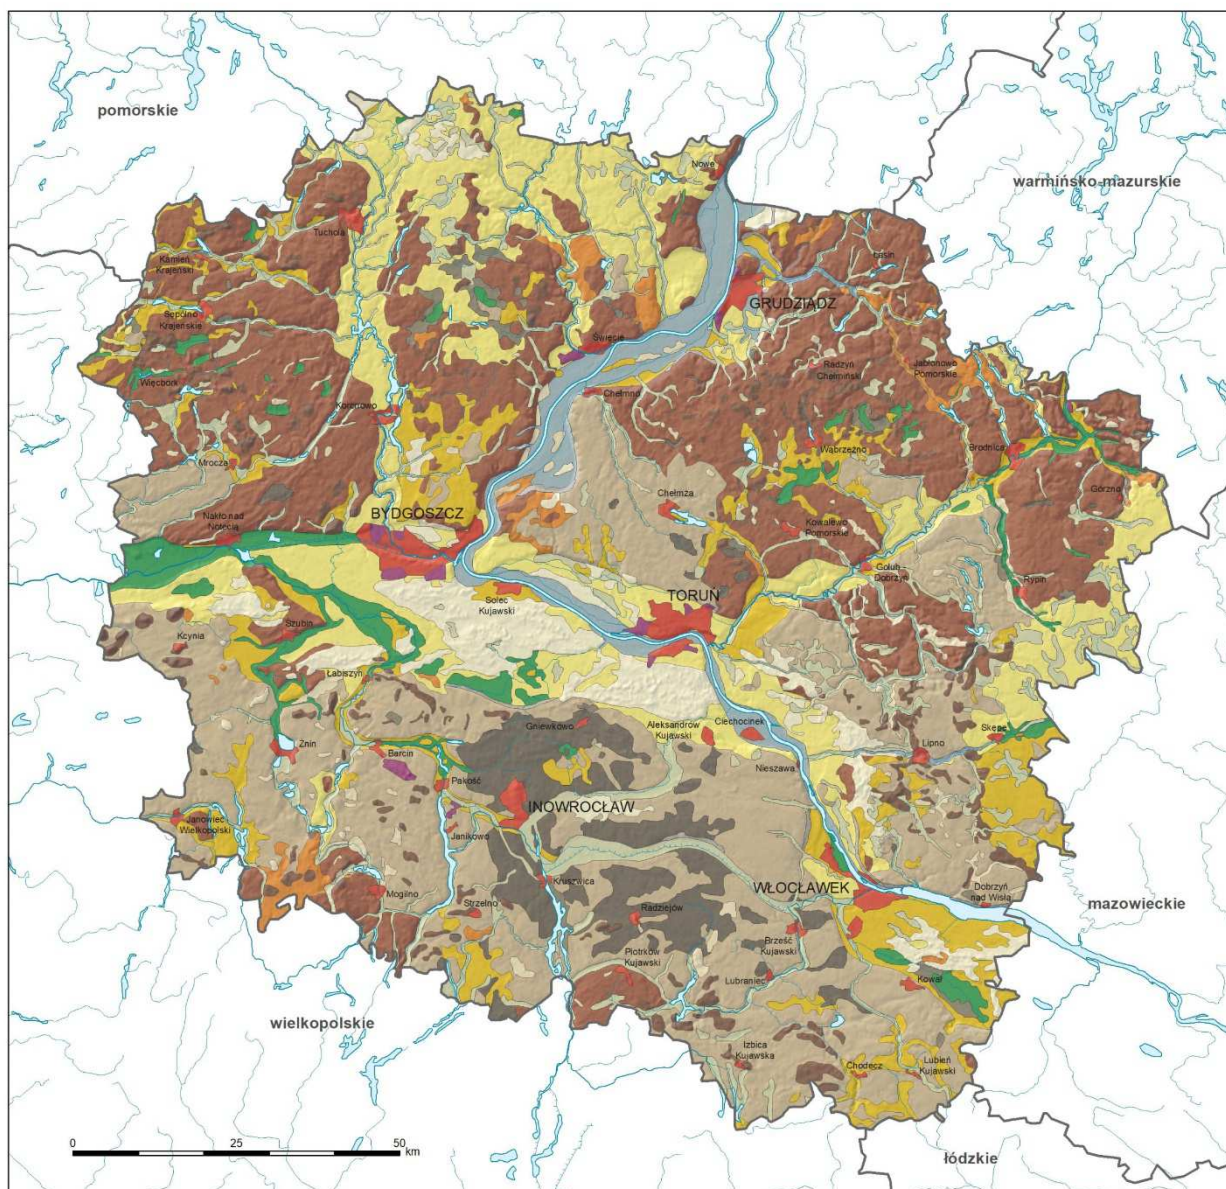 pomorskie
warmińsko-mazurskie
Nowe
Tuchola
Łasin
Kamień
Krajeński
GRUDZIĄDZ
Sępólno
Krajeńskie
Świecie
Radzyń
Chełmiński
Jabłonowo
Pomorskie
Więcbork
Chełmno
Koronowo
Wąbrzeźno
Brodnica
Mrocza
Górzno
Chełmża
BYDGOSZCZ
Nakło nad
Notecią
Kowalewo
Pomorskie
Golub -
Dobrzyń
Rypin
Solec
Kujawski
TORUŃ
Szubin
Kcynia
Łabiszyn
Gniewkowo
Aleksandrów
Kujawski
Ciechocinek
Skępe
Żnin
Barcin
Lipno
Nieszawa
Pakość
INOWROCŁAW
Janowiec
Wielkopolski
Janikowo
Kruszwica
WŁOCŁAWEK
Dobrzyń
nad Wisłą
Mogilno
Strzelno
Radziejów
mazowieckie
Brześć
Kujawski
Piotrków
Kujawski
Lubraniec
Kowal
wielkopolskie
Izbica
Kujawska
Chodecz
Lubień
Kujawski
0 25 50
km
łódzkie